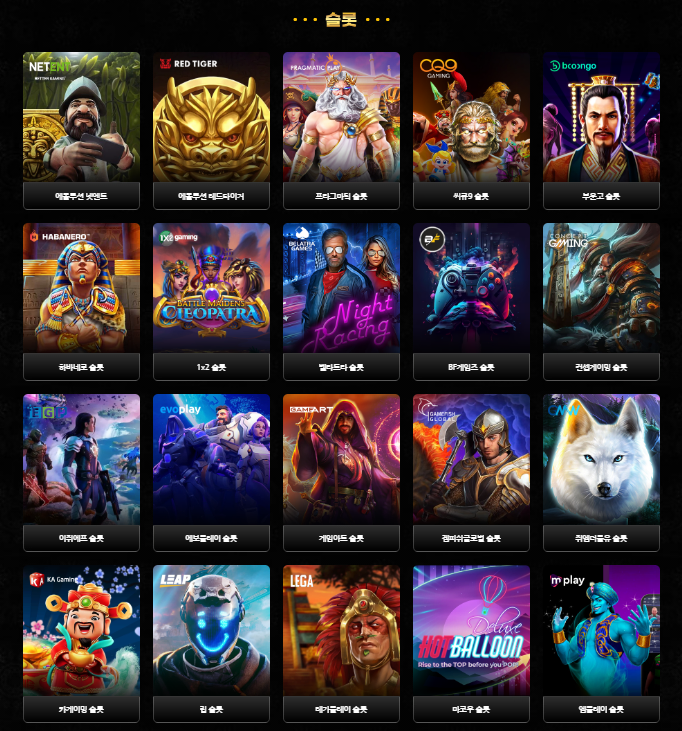 슬롯
NETENT
RED TIGER
PRAGMATIC PLAY
CQ9
GAMING
booongo
에볼루션 넷엔트
에볼루션 레드타이거
프라그마틱 슬롯
씨큐9 슬롯
부운고 슬롯
HABANERO
1X2 gaming
BATTLE MAIDENS
CLEOPATRA
BELATRA
GAMES
Night
Racing
CONCEPT
GAMING
하바네로 슬롯
1x2 슬롯
벨라트라 슬롯
BF게임즈 슬롯
컨셉게이밍 슬롯
evoplay
GAMEART
GAMEFISH
GLOBAL
이쥐에프 슬롯
에보플레이 슬롯
게임아트 슬롯
겜피쉬글로벌 슬롯
쥐엠더블유 슬롯
KA Gaming
LEAP
LEGA
Deluxe
HOTBALLOON
Rise to the TOP before you POP
m play
카게이밍 슬롯
립 슬롯
레가플레이 슬롯
마코우 슬롯
엠플레이 슬롯